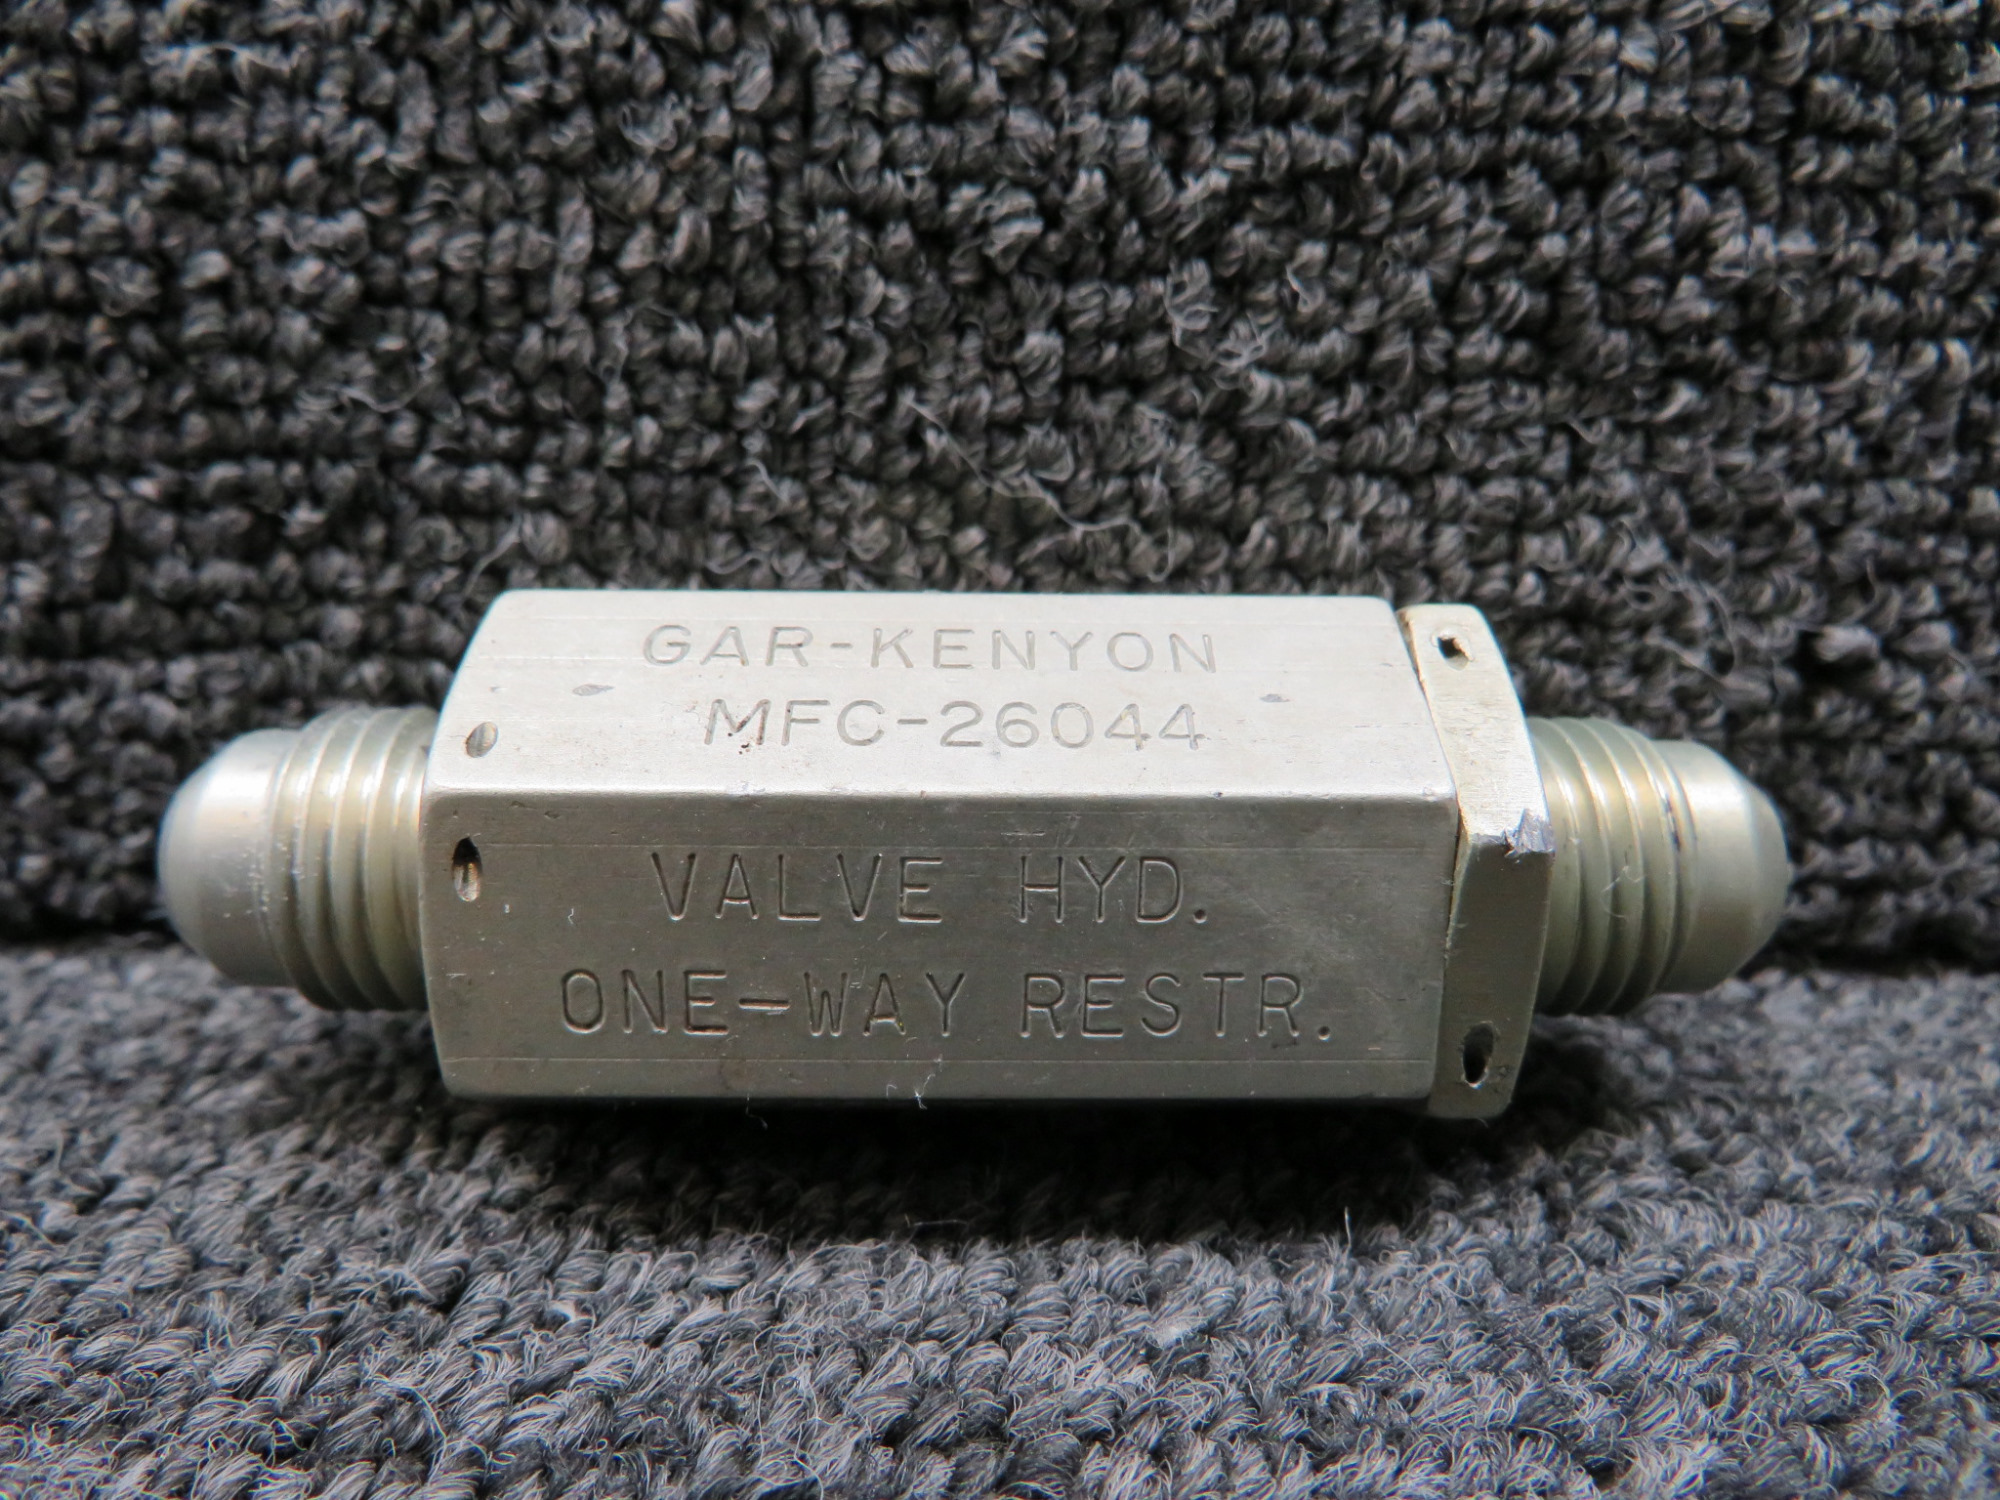 GAR-KENYON
MFC-26044
VALVE HYD.
ONE-WAY RESTR.